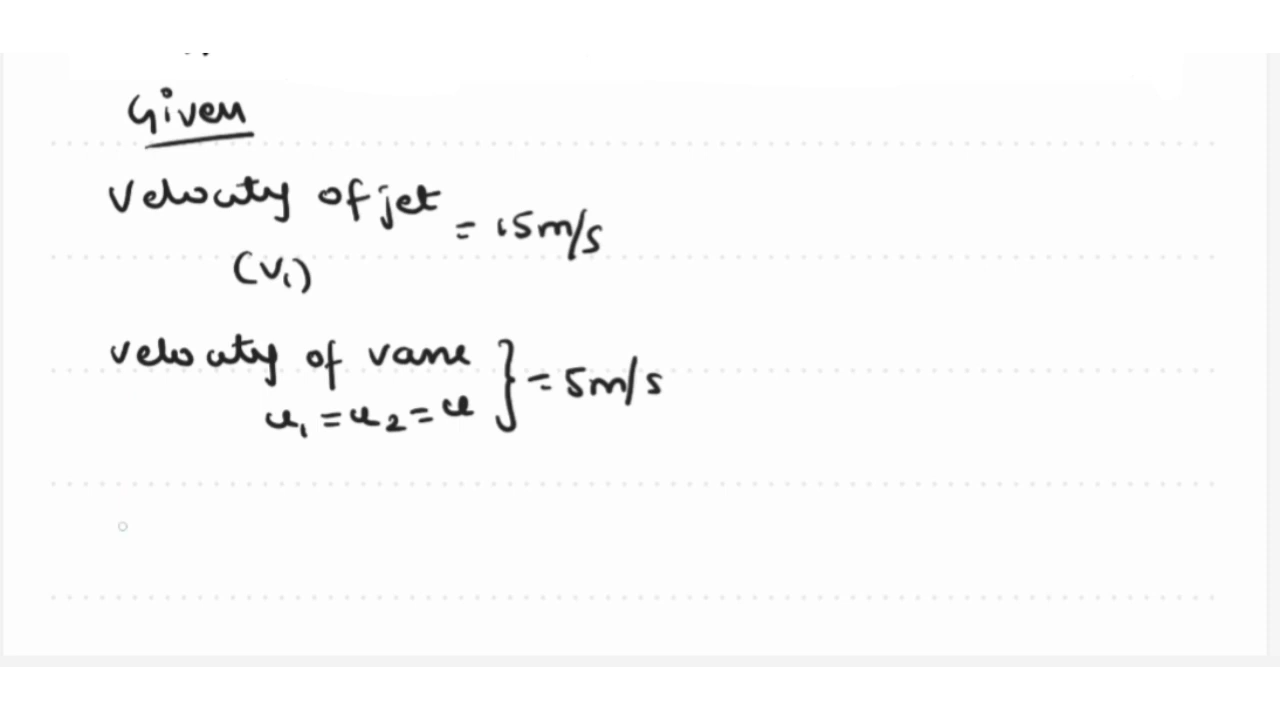 Given
Velocity of jet = 15m/s
(V₁)
velocity of vane } = 5m/s
u₁ = u₂ = u